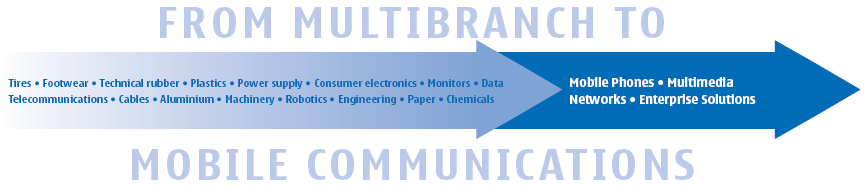 FROM MULTIBRANCH TO
Tires • Footwear • Technical rubber • Plastics • Power supply • Consumer electronics • Monitors • Data
Telecommunications • Cables • Aluminium • Machinery • Robotics • Engineering • Paper • Chemicals
Mobile Phones • Multimedia
Networks • Enterprise Solutions
MOBILE COMMUNICATIONS